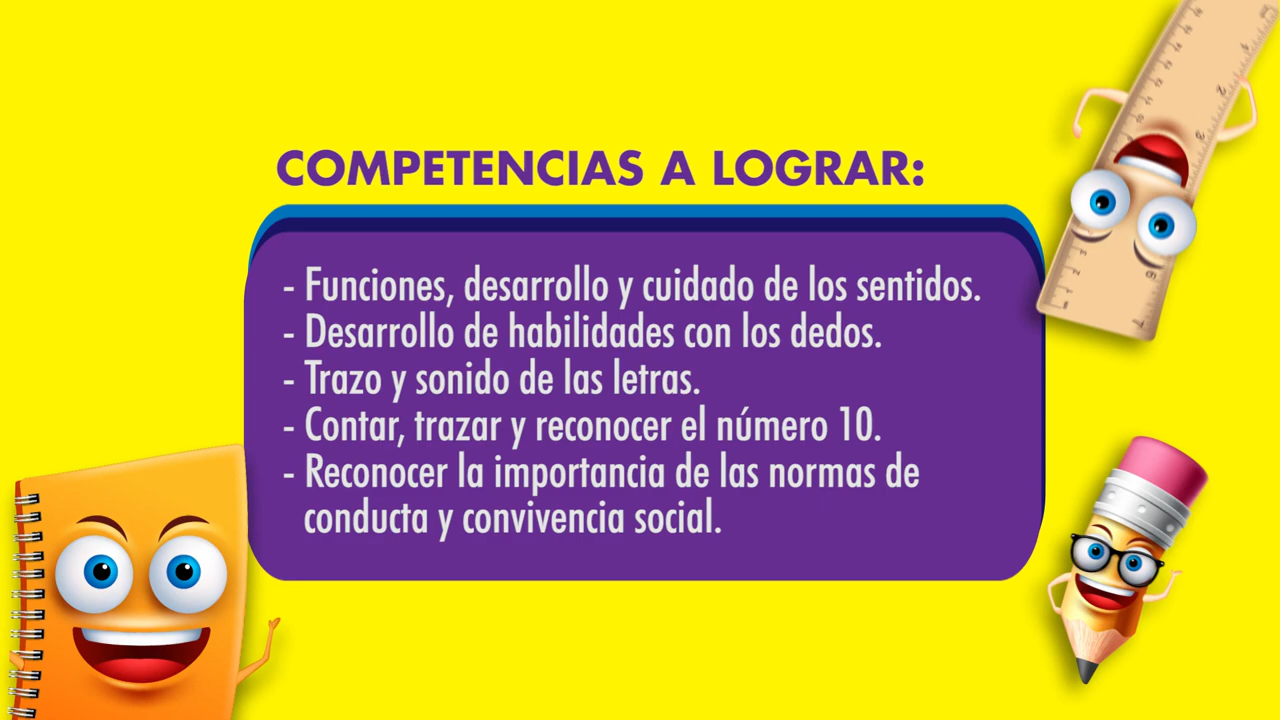 COMPETENCIAS A LOGRAR:
- Funciones, desarrollo y cuidado de los sentidos.
- Desarrollo de habilidades con los dedos.
- Trazo y sonido de las letras.
- Contar, trazar y reconocer el número 10.
- Reconocer la importancia de las normas de
conducta y convivencia social.